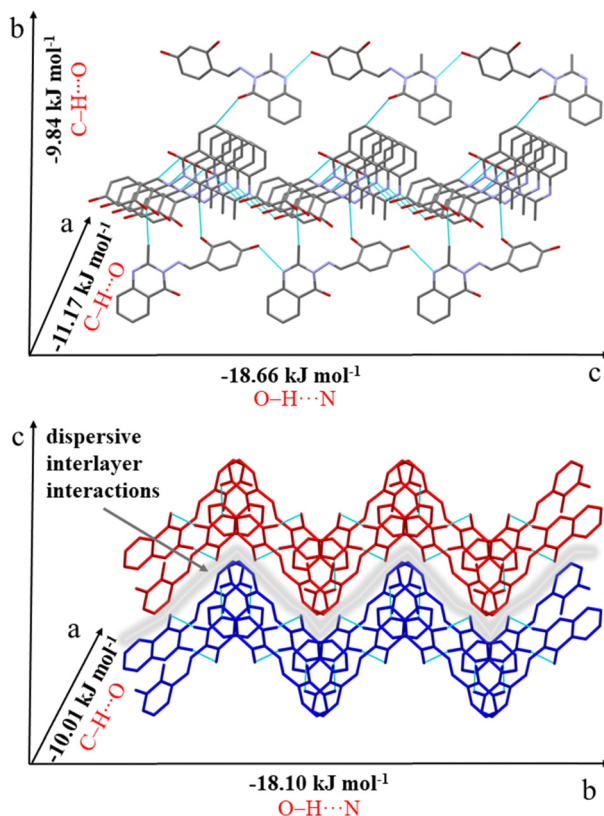 b
-9.84 kJ mol-1
C–H···O
a
-11.17 kJ mol-1
C–H···O
-18.66 kJ mol-1
c
O–H···N
c
dispersive
interlayer
interactions
a
-10.01 kJ mol-1
C–H···O
-18.10 kJ mol-1
b
O–H···N